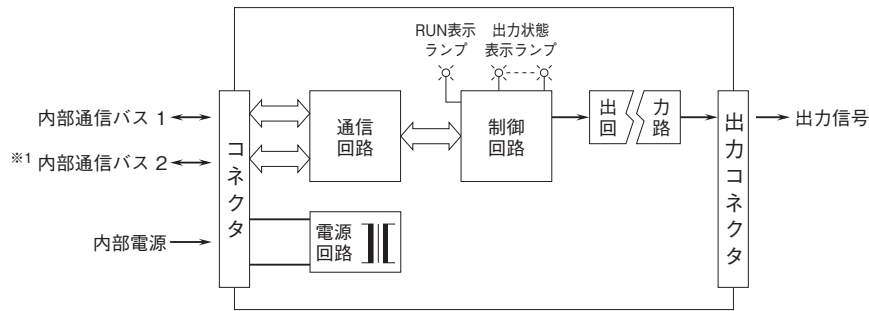 RUN表示
ランプ
出力状態
表示ランプ
内部通信バス 1
※1 内部通信バス 2
内部電源
コネクタ
通信
回路
電源
回路
制御
回路
出力
回路
出力コネクタ
出力信号